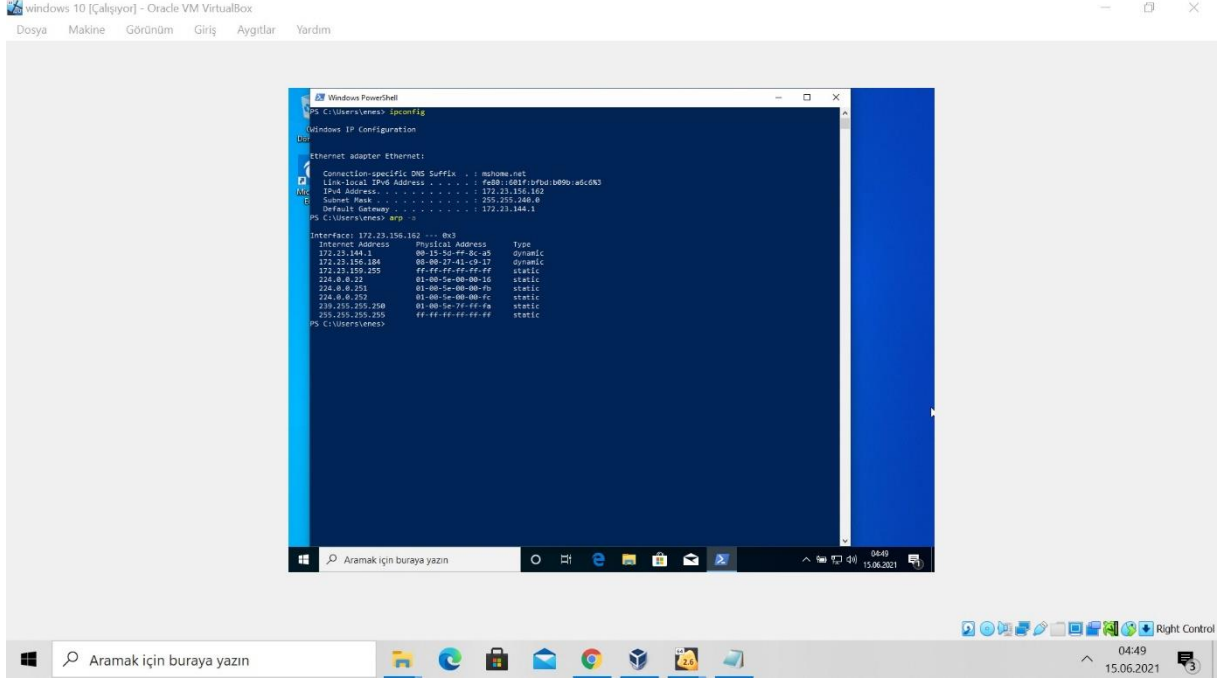 windows 10 [Çalışıyor] - Oracle VM VirtualBox
Dosya Makine Görünüm Giriş Aygıtlar Yardım
Windows PowerShell
PS C:\Users\enes> ipconfig
Windows IP Configuration
Ethernet adapter Ethernet:
Connection-specific DNS Suffix . : mshome.net
Link-local IPv6 Address . . . . . : fe80::601f:bfbd:b09b:a6c6%3
IPv4 Address. . . . . . . . . . . : 172.23.156.162
Subnet Mask . . . . . . . . . . . : 255.255.240.0
Default Gateway . . . . . . . . . : 172.23.144.1
PS C:\Users\enes> arp -a
Interface: 172.23.156.162 --- 0x3
Internet Address Physical Address Type
172.23.144.1 00-15-5d-ff-8c-a5 dynamic
172.23.156.184 08-00-27-41-c9-17 dynamic
172.23.159.255 ff-ff-ff-ff-ff-ff static
224.0.0.22 01-00-5e-00-00-16 static
224.0.0.251 01-00-5e-00-00-fb static
224.0.0.252 01-00-5e-00-00-fc static
239.255.255.250 01-00-5e-7f-ff-fa static
255.255.255.255 ff-ff-ff-ff-ff-ff static
PS C:\Users\enes>
Aramak için buraya yazın
04:49
15.06.2021
Right Control
Aramak için buraya yazın
2.6
04:49
15.06.2021
3